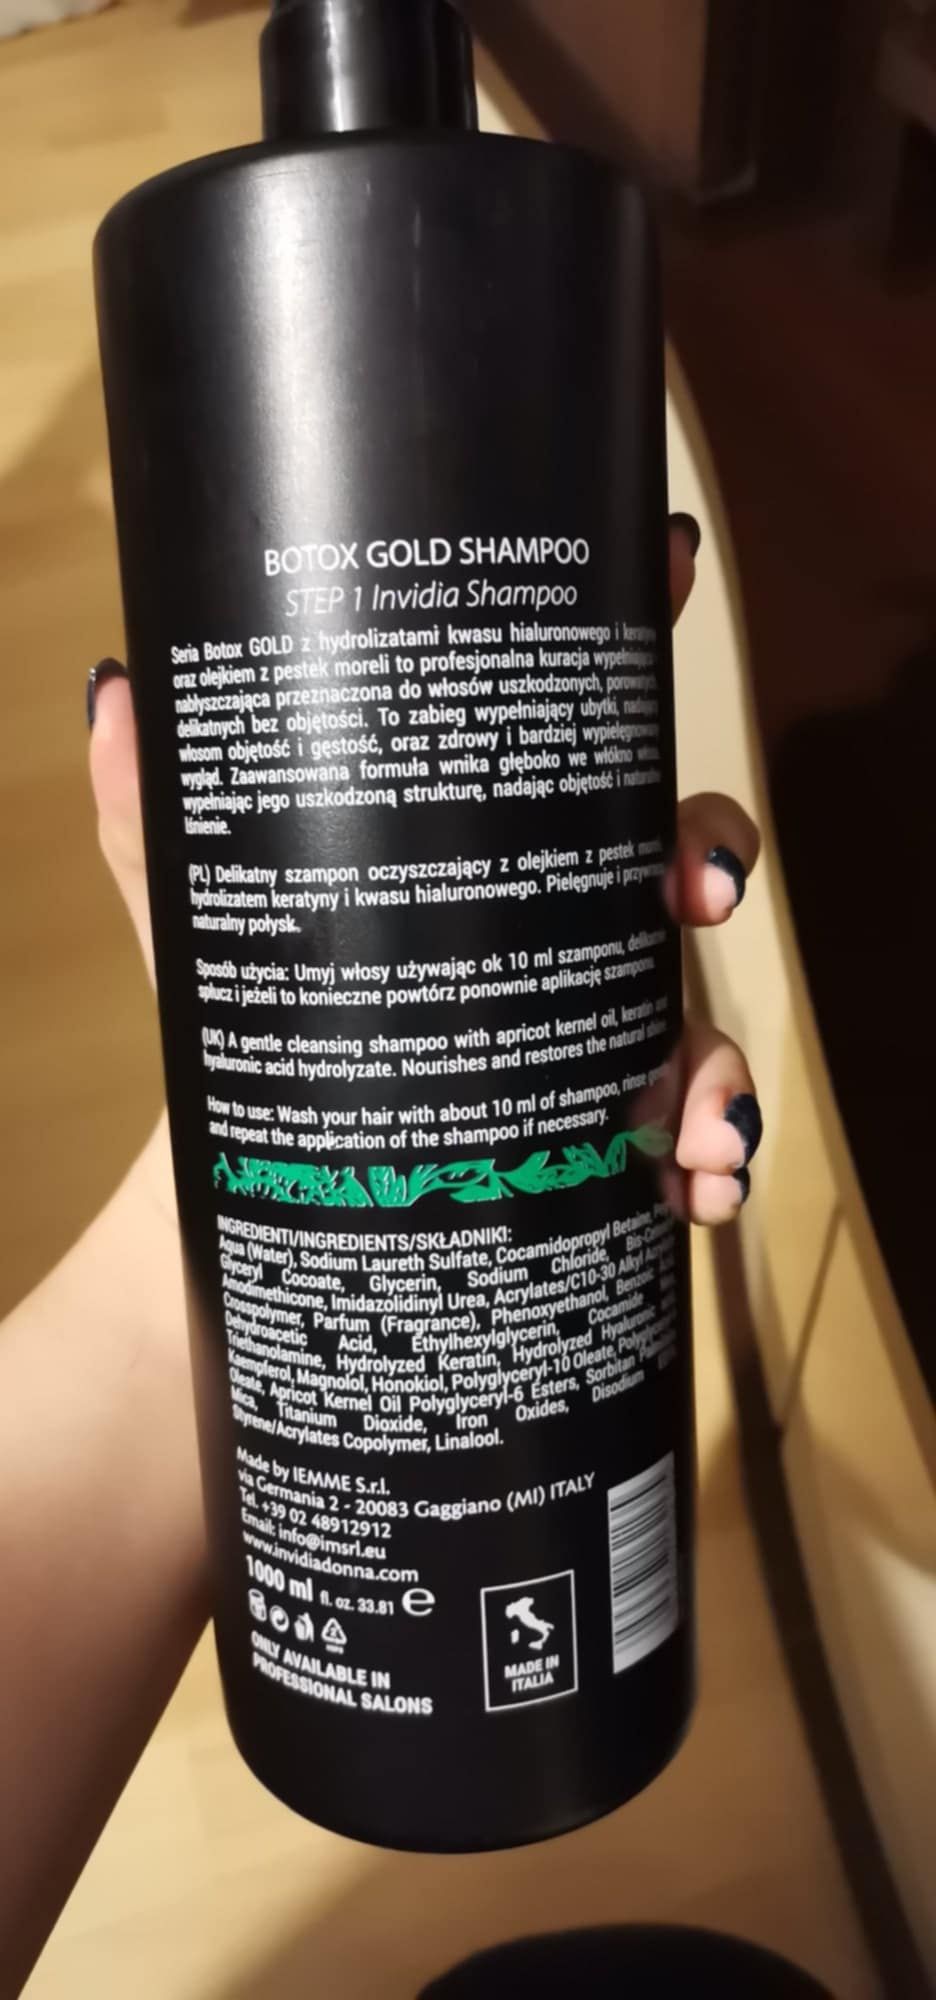 BOTOX GOLD SHAMPOO
STEP 1 Invidia Shampoo
Seria Botox GOLD z hydrolizatami kwasu hialuronowego i
oraz olejkiem z pestek moreli to profesjonalna kuracja
nabłyszczająca przeznaczona do włosów uszkodzonych,
delikatnych bez objętości. To zabieg wypełniający ubytki,
włosom objętość i gęstość, oraz zdrowy i bardziej
wygląd. Zaawansowana formuła wnika głęboko we włókno
wypełniając jego uszkodzoną strukturę, nadając objętość i
lśnienie.
(PL) Delikatny szampon oczyszczający z olejkiem z pestek
hydrolizatem keratyny i kwasu hialuronowego. Pielęgnuje i
naturalny połysk.
Sposób użycia: Umyj włosy używając ok 10 ml szamponu,
spłucz i jeżeli to konieczne powtórz ponownie aplikację szamponu.
(UK) A gentle cleansing shampoo with apricot kernel oil, keratin and
hyaluronic acid hydrolyzate. Nourishes and restores the natural shine.
How to use: Wash your hair with about 10 ml of shampoo, rinse
and repeat the application of the shampoo if necessary.
INGREDIENTI/INGREDIENTS/SKŁADNIKI:
Aqua (Water), Sodium Laureth Sulfate, Cocamidopropyl Betaine,
Glyceryl Cocoate, Glycerin, Sodium Chloride,
Amodimethicone, Imidazolidinyl Urea, Acrylates/C10-30 Alkyl
Crosspolymer, Parfum (Fragrance), Phenoxyethanol, Benzoic
Dehydroacetic Acid, Ethylhexylglycerin, Cocamide
Triethanolamine, Hydrolyzed Keratin, Hydrolyzed Hyaluronic
Kaempferol, Magnolol, Honokiol, Polyglyceryl-10 Oleate,
Oleate, Apricot Kernel Oil Polyglyceryl-6 Esters, Sorbitan
Mica, Titanium Dioxide, Iron Oxides, Disodium
Styrene/Acrylates Copolymer, Linalool.
Made by IEMME S.r.l.
via Germania 2 - 20083 Gaggiano (MI) ITALY
Tel. +39 02 48912912
Email: info@imsrl.eu
www.invidiadonna.com
1000 ml fl. oz. 33.81 e
ONLY AVAILABLE IN
PROFESSIONAL SALONS
MADE IN
ITALIA